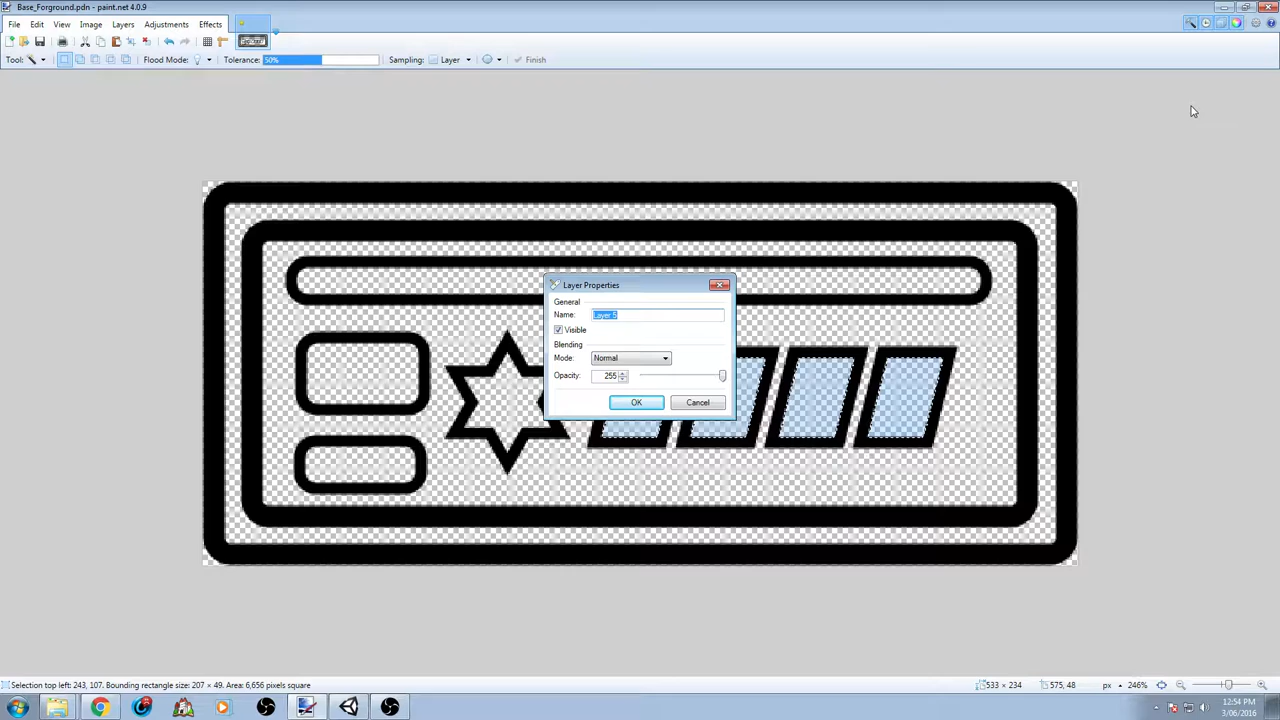 Base_Forground.pdn - paint.net 4.0.9
File Edit View Image Layers Adjustments Effects
Tool: Flood Mode: Tolerance: 50% Sampling: Layer Finish
Layer Properties
General
Name: Layer 5
Visible
Blending
Mode: Normal
Opacity: 255
OK Cancel
Selection top left: 243, 107. Bounding rectangle size: 207 × 49. Area: 6,656 pixels square 533 × 234 575, 48 px 246%
12:54 PM
3/06/2016